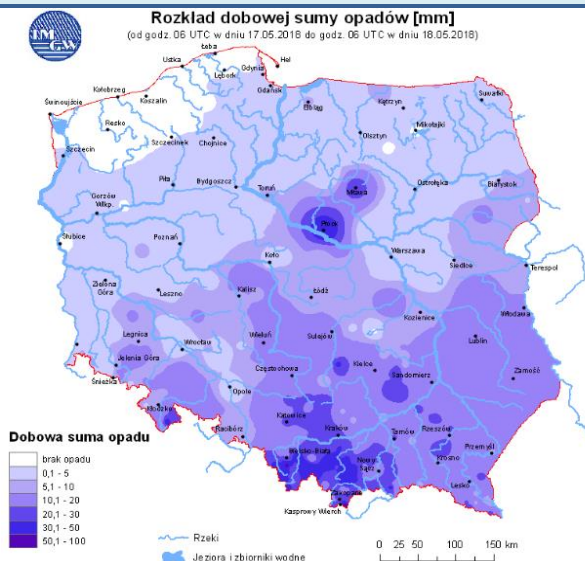 IM
GW
Rozkład dobowej sumy opadów [mm]
(od godz. 06 UTC w dniu 17.05.2018 do godz. 06 UTC w dniu 18.05.2018)
Łeba
Ustka
Hel
Gdynia
Lębork
Gdańsk
Kołobrzeg
Koszalin
Świnoujście
Elbląg
Kętrzyn
Suwałki
Resko
Mikołajki
Szczecinek
Chojnice
Olsztyn
Szczecin
Piła
Bydgoszcz
Toruń
Mława
Ostrołęka
Białystok
Gorzów
Wlkp.
Płock
Słubice
Poznań
Koło
Warszawa
Siedlce
Terespol
Zielona
Góra
Leszno
Kalisz
Łódź
Kozienice
Włodawa
Legnica
Wrocław
Wieluń
Sulejów
Lublin
Jelenia Góra
Częstochowa
Kielce
Sandomierz
Zamość
Śnieżka
Opole
Kłodzko
Katowice
Racibórz
Kraków
Tarnów
Rzeszów
Przemyśl
Bielsko-Biała
Nowy
Sącz
Krosno
Lesko
Zakopane
Kasprowy Wierch
Dobowa suma opadu
brak opadu
0,1 - 5
5,1 - 10
10,1 - 20
20,1 - 30
30,1 - 50
50,1 - 100
Rzeki
Jeziora i zbiorniki wodne
0 25 50 100 150 km